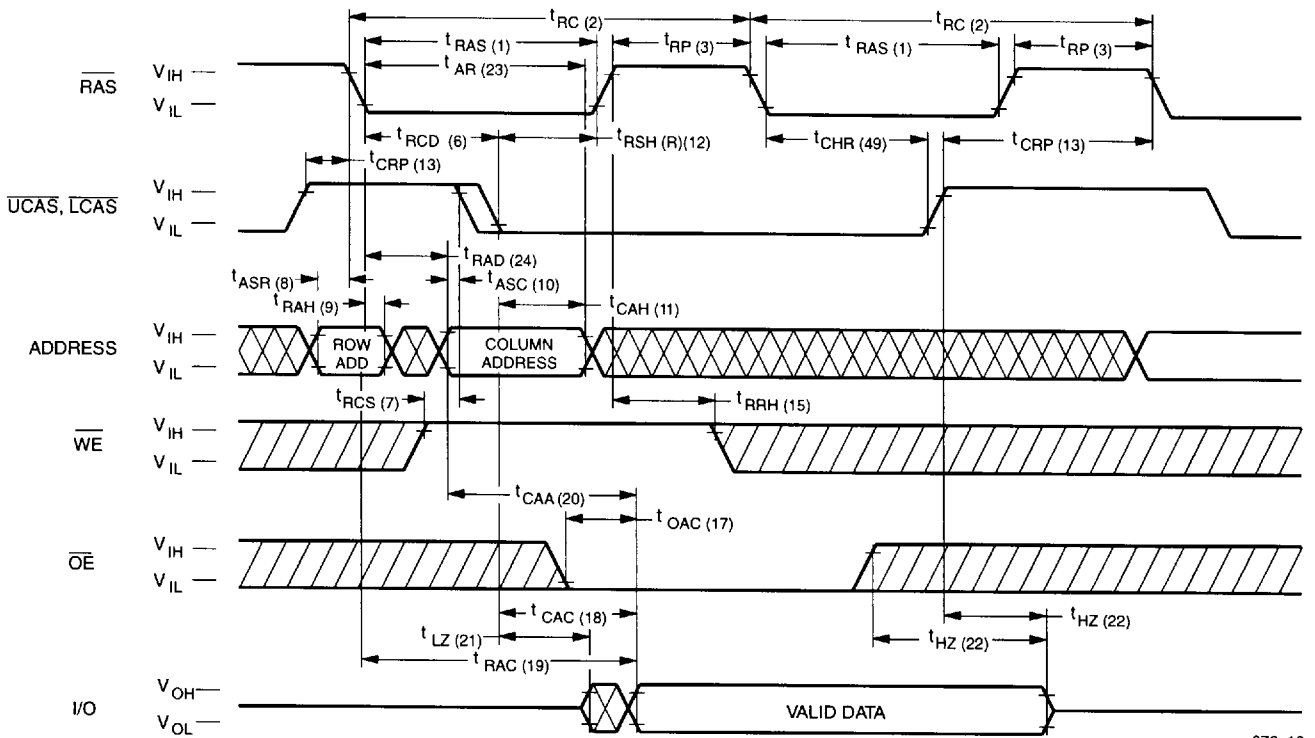 t RC (2) t RC (2)
t RAS (1) t RP (3) t RAS (1) t RP (3)
t AR (23)
RAS V IH
V IL
t RCD (6) t RSH (R)(12) t CHR (49) t CRP (13)
t CRP (13)
UCAS, LCAS V IH
V IL
t RAD (24)
t ASR (8) t ASC (10)
t RAH (9) t CAH (11)
ADDRESS V IH
V IL
ROW ADD
COLUMN ADDRESS
t RCS (7) t RRH (15)
WE V IH
V IL
t CAA (20)
t OAC (17)
OE V IH
V IL
t CAC (18) t HZ (22)
t LZ (21) t HZ (22)
t RAC (19)
I/O V OH
V OL
VALID DATA